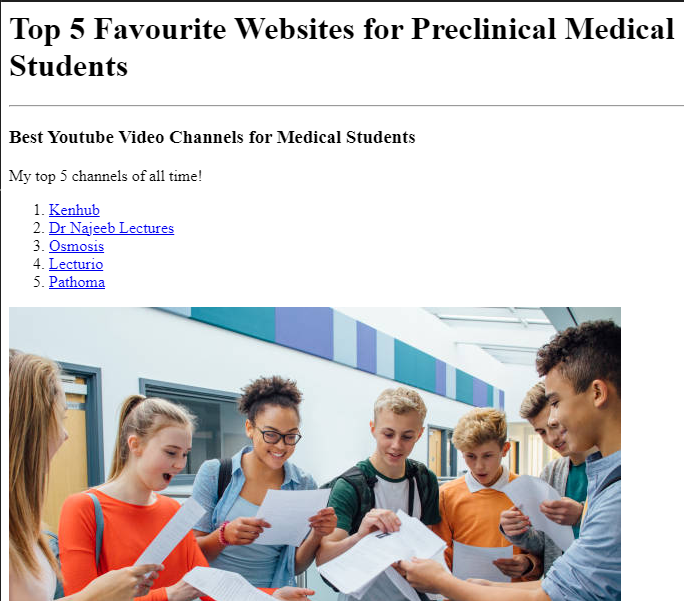 Top 5 Favourite Websites for Preclinical Medical
Students
Best Youtube Video Channels for Medical Students
My top 5 channels of all time!
1. Kenhub
2. Dr Najeeb Lectures
3. Osmosis
4. Lecturio
5. Pathoma